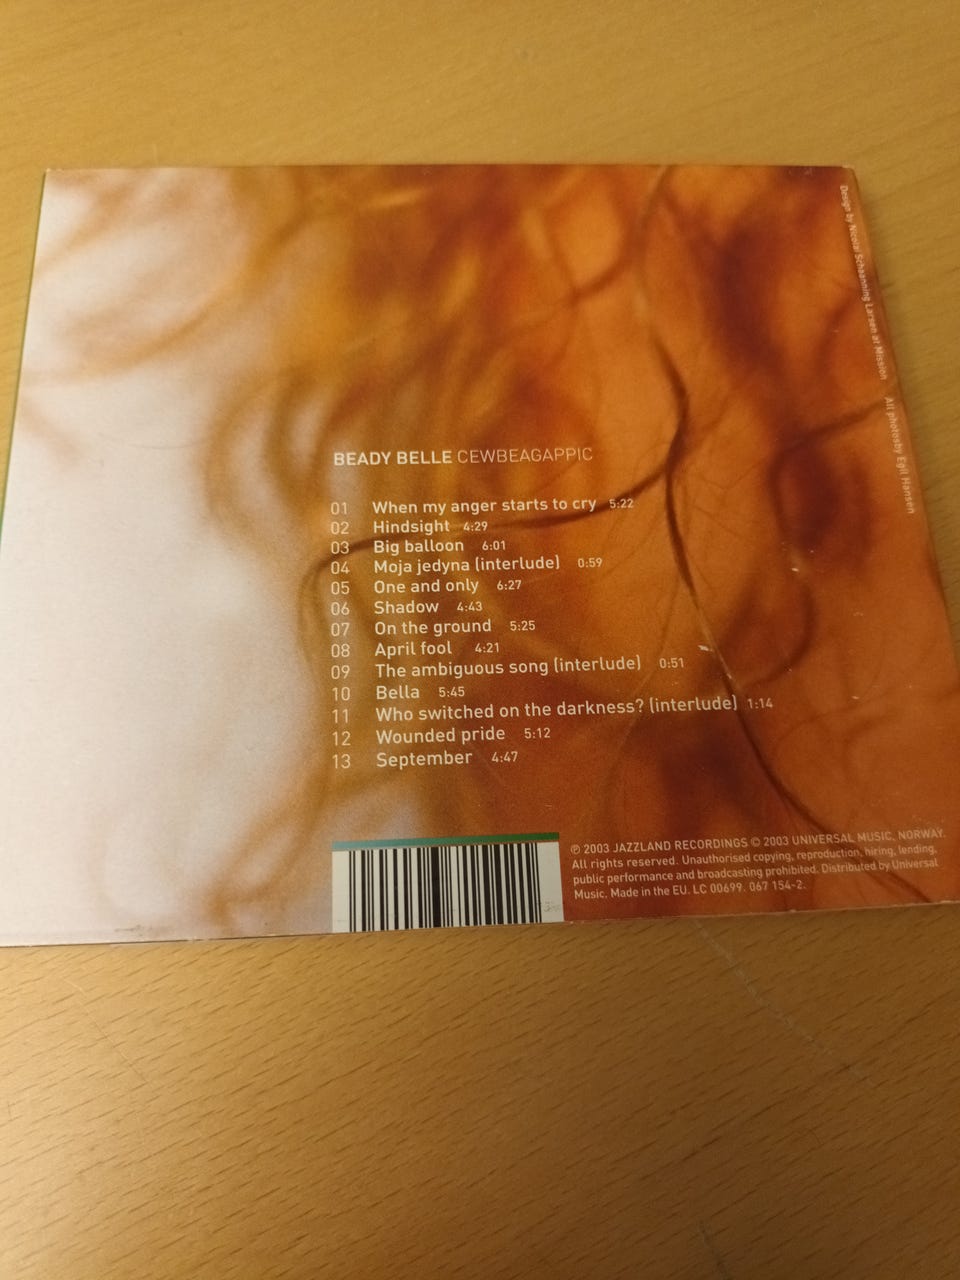 BEADY BELLE CEWBEAGAPPIC
01 When my anger starts to cry 5:22
02 Hindsight 4:29
03 Big balloon 6:01
04 Moja jedyna (interlude) 0:59
05 One and only 6:27
06 Shadow 4:43
07 On the ground 5:25
08 April fool 4:21
09 The ambiguous song (interlude) 0:51
10 Bella 5:45
11 Who switched on the darkness? (interlude) 1:14
12 Wounded pride 5:12
13 September 4:47
℗ 2003 JAZZLAND RECORDINGS © 2003 UNIVERSAL MUSIC, NORWAY.
All rights reserved. Unauthorised copying, reproduction, hiring, lending,
public performance and broadcasting prohibited. Distributed by Universal
Music. Made in the EU. LC 00699. 067 154-2.
Design by Nicolai Schaanning Larsen at Mission All photosby Egil Hansen